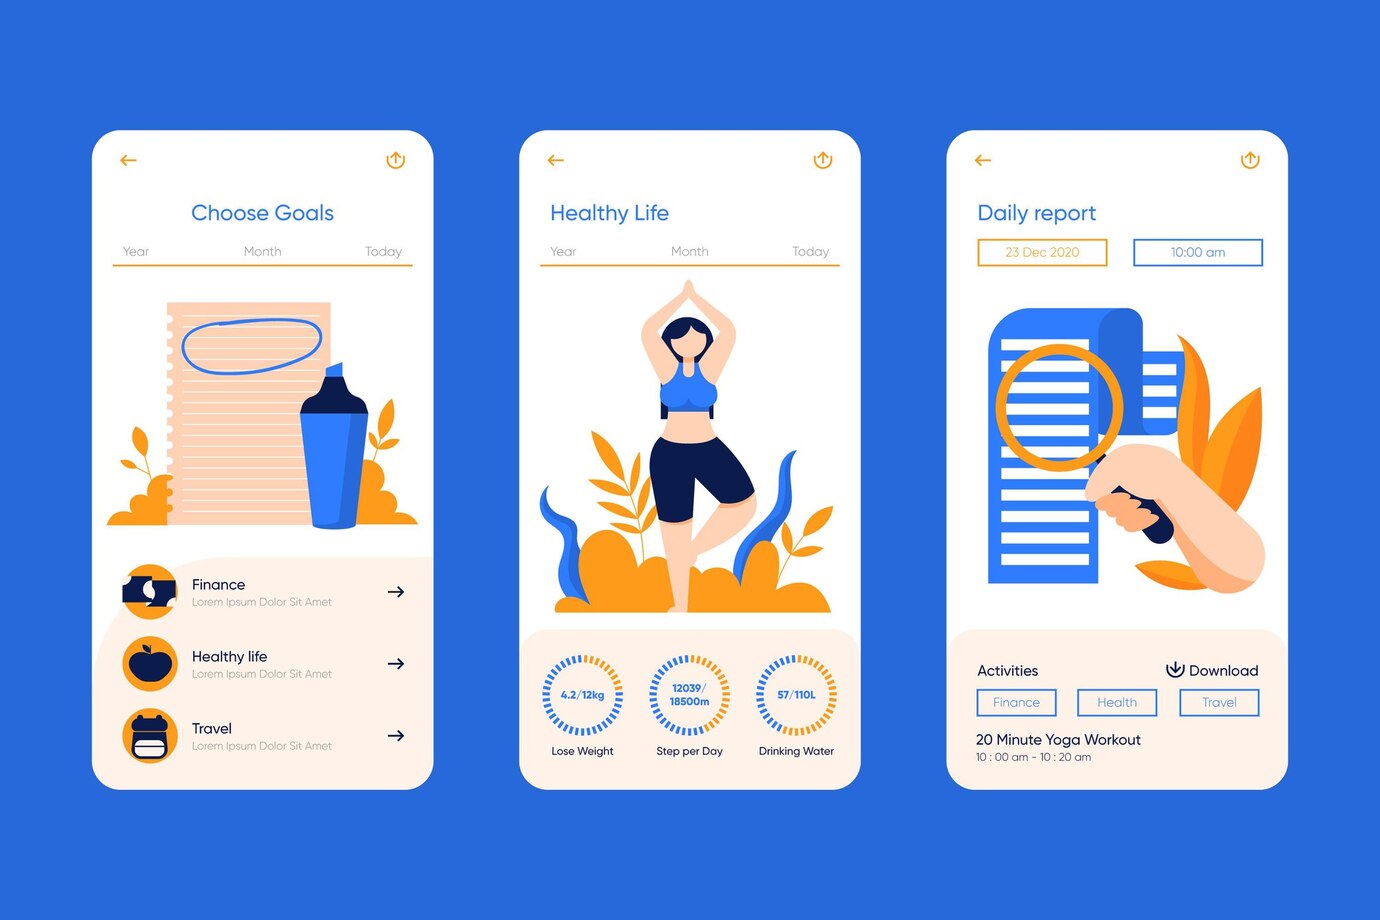 Choose Goals
Year Month Today
Finance
Lorem Ipsum Dolor Sit Amet
Healthy life
Lorem Ipsum Dolor Sit Amet
Travel
Lorem Ipsum Dolor Sit Amet
Healthy Life
Year Month Today
4.2/12kg
12039/
18500m
57/110L
Lose Weight
Step per Day
Drinking Water
Daily report
23 Dec 2020
10:00 am
Activities
Download
Finance
Health
Travel
20 Minute Yoga Workout
10 : 00 am - 10 : 20 am